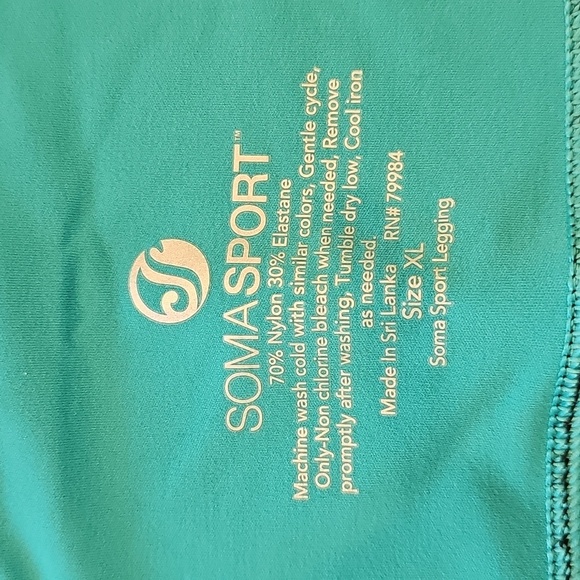 SOMASPORT™
70% Nylon 30% Elastane
Machine wash cold with similar colors, Gentle cycle,
Only-Non chlorine bleach when needed, Remove
promptly after washing, Tumble dry low, Cool iron
as needed
Made In Sri Lanka RN# 79984
Size XL
Soma Sport Legging